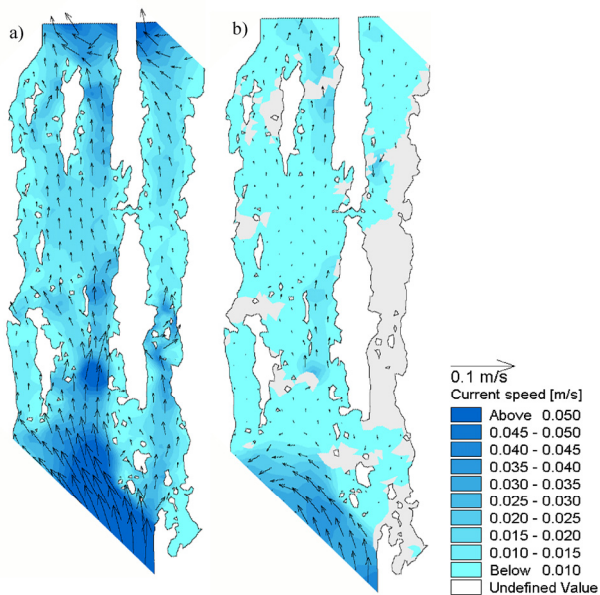 a)
b)
0.1 m/s
Current speed [m/s]
Above 0.050
0.045 - 0.050
0.040 - 0.045
0.035 - 0.040
0.030 - 0.035
0.025 - 0.030
0.020 - 0.025
0.015 - 0.020
0.010 - 0.015
Below 0.010
Undefined Value